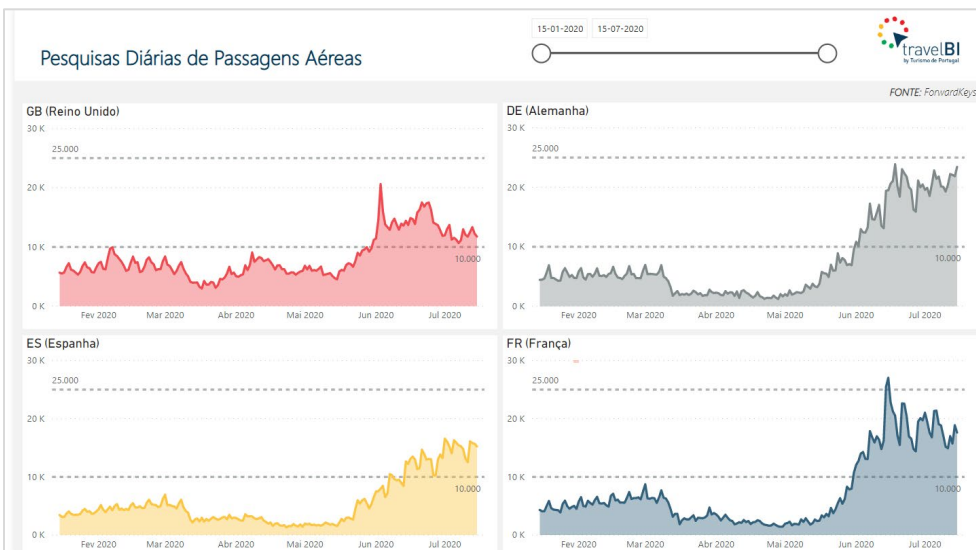 15-01-2020 15-07-2020
Pesquisas Diárias de Passagens Aéreas
travelBI
by Turismo de Portugal
FONTE: ForwardKeys
GB (Reino Unido)
30 K
25.000
20 K
10 K
10.000
0 K
Fev 2020 Mar 2020 Abr 2020 Mai 2020 Jun 2020 Jul 2020
DE (Alemanha)
30 K
25.000
20 K
10 K
10.000
0 K
Fev 2020 Mar 2020 Abr 2020 Mai 2020 Jun 2020 Jul 2020
ES (Espanha)
30 K
25.000
20 K
10 K
10.000
0 K
Fev 2020 Mar 2020 Abr 2020 Mai 2020 Jun 2020 Jul 2020
FR (França)
30 K
25.000
20 K
10 K
10.000
0 K
Fev 2020 Mar 2020 Abr 2020 Mai 2020 Jun 2020 Jul 2020